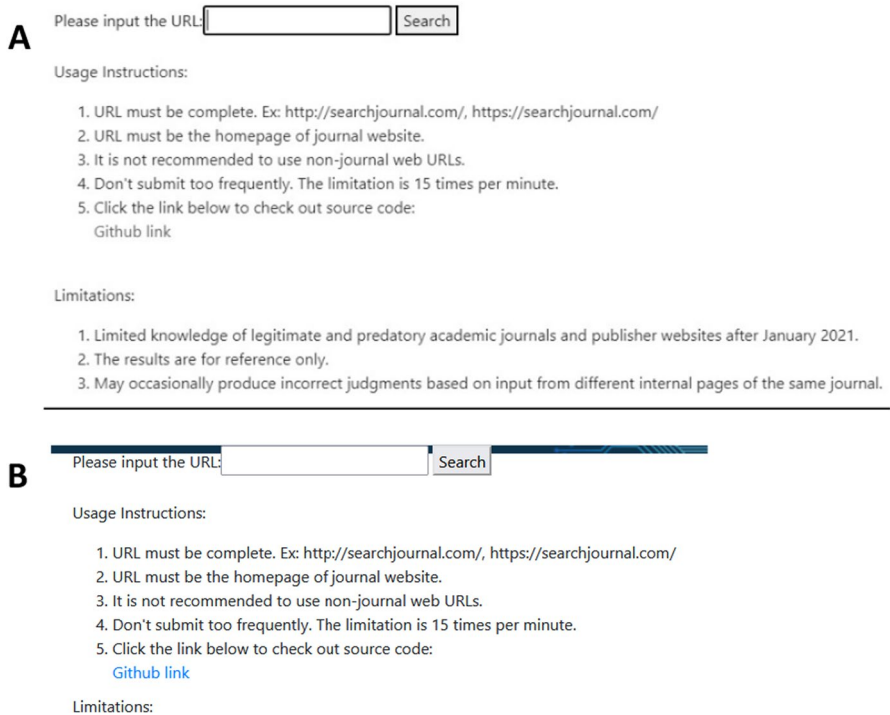 A
Please input the URL: Search
Usage Instructions:
1. URL must be complete. Ex: http://searchjournal.com/, https://searchjournal.com/
2. URL must be the homepage of journal website.
3. It is not recommended to use non-journal web URLs.
4. Don't submit too frequently. The limitation is 15 times per minute.
5. Click the link below to check out source code:
Github link
Limitations:
1. Limited knowledge of legitimate and predatory academic journals and publisher websites after January 2021.
2. The results are for reference only.
3. May occasionally produce incorrect judgments based on input from different internal pages of the same journal.
B
Please input the URL: Search
Usage Instructions:
1. URL must be complete. Ex: http://searchjournal.com/, https://searchjournal.com/
2. URL must be the homepage of journal website.
3. It is not recommended to use non-journal web URLs.
4. Don't submit too frequently. The limitation is 15 times per minute.
5. Click the link below to check out source code:
Github link
Limitations: